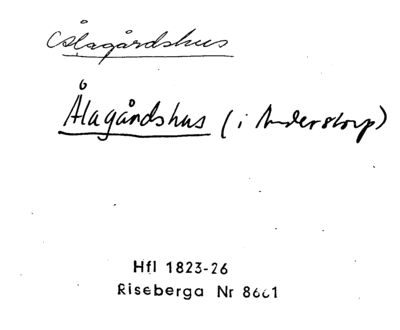 Ålagårdshus
Ålagårdshus (i Anderstorp)
Hfl 1823-26
Riseberga Nr 8661